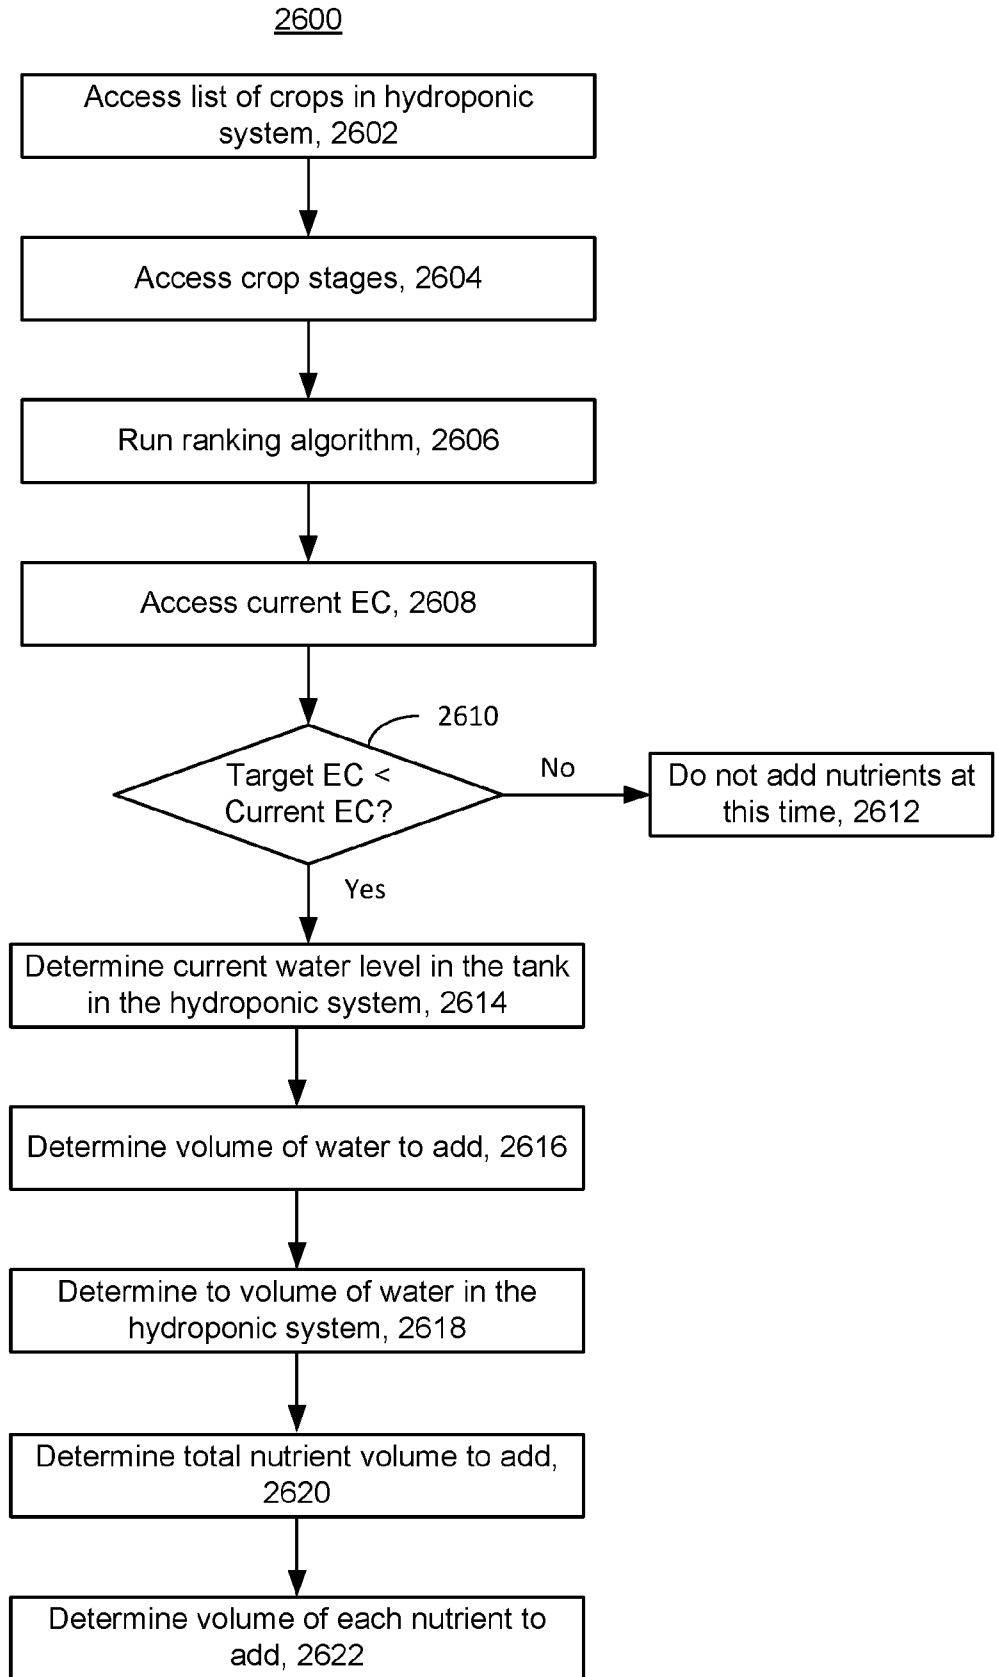 2600
Access list of crops in hydroponic
system, 2602
Access crop stages, 2604
Run ranking algorithm, 2606
Access current EC, 2608
2610
Target EC <
Current EC?
No
Do not add nutrients at
this time, 2612
Yes
Determine current water level in the tank
in the hydroponic system, 2614
Determine volume of water to add, 2616
Determine to volume of water in the
hydroponic system, 2618
Determine total nutrient volume to add,
2620
Determine volume of each nutrient to
add, 2622